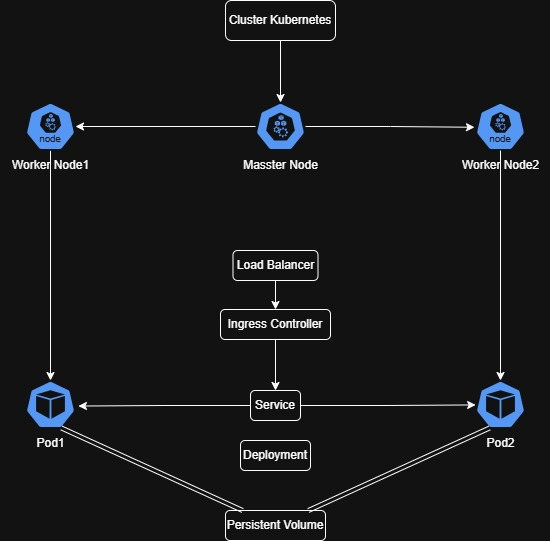 Cluster Kubernetes
node
node
Worker Node1
Masster Node
Worker Node2
Load Balancer
Ingress Controller
Service
Pod1
Pod2
Deployment
Persistent Volume